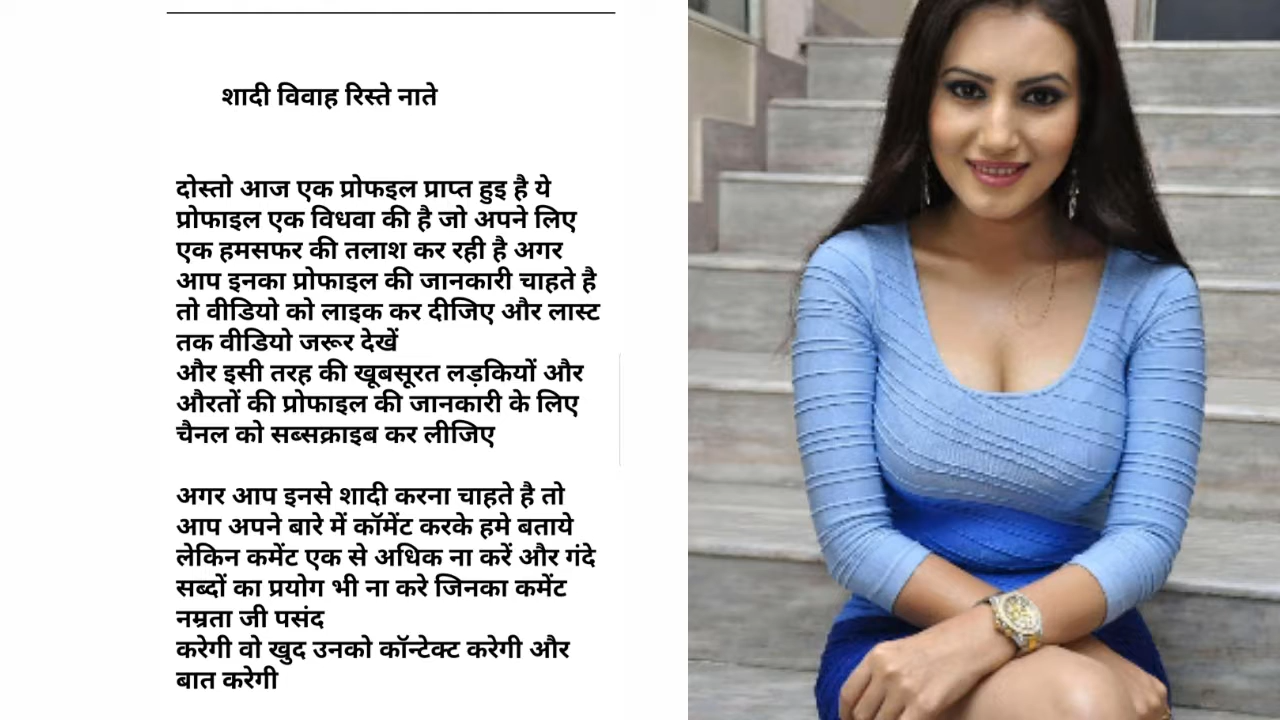 शादी विवाह रिस्ते नाते
दोस्तो आज एक प्रोफइल प्राप्त हुइ है ये
प्रोफाइल एक विधवा की है जो अपने लिए
एक हमसफर की तलाश कर रही है अगर
आप इनका प्रोफाइल की जानकारी चाहते है
तो वीडियो को लाइक कर दीजिए और लास्ट
तक वीडियो जरूर देखें
और इसी तरह की खूबसूरत लड़कियों और
औरतों की प्रोफाइल की जानकारी के लिए
चैनल को सब्सक्राइब कर लीजिए
अगर आप इनसे शादी करना चाहते है तो
आप अपने बारे में कॉमेंट करके हमे बताये
लेकिन कमेंट एक से अधिक ना करें और गंदे
सब्दों का प्रयोग भी ना करे जिनका कमेंट
नम्रता जी पसंद
करेगी वो खुद उनको कॉन्टेक्ट करेगी और
बात करेगी